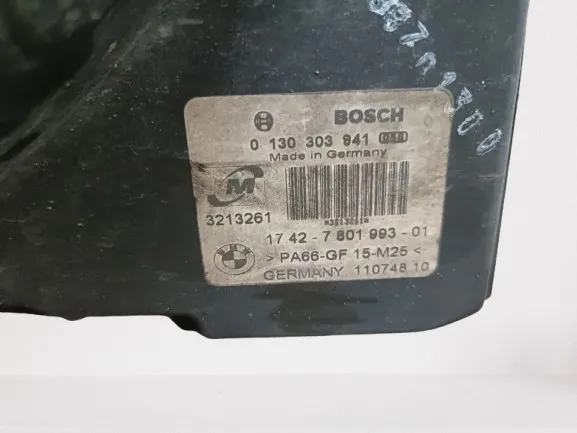 BOSCH
0 130 303 941
Made in Germany
M
3213261
17 42 - 7 801 993 - 01
BMW
> PA66-GF 15-M25 <
GERMANY 110748 10